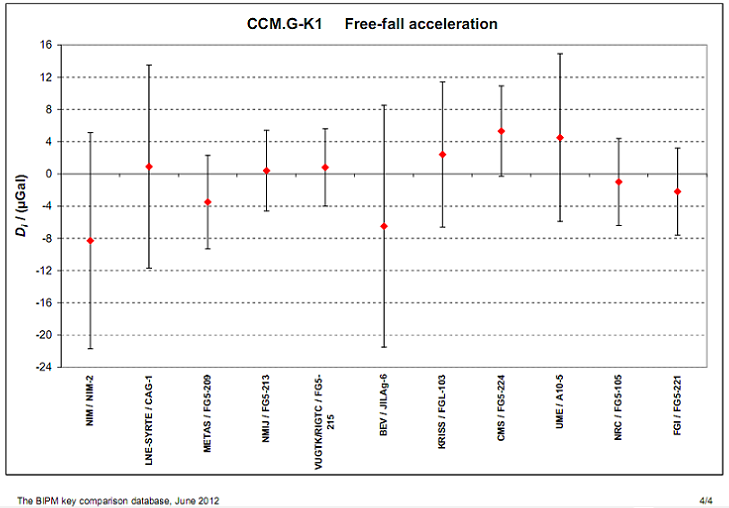 CCM.G-K1 Free-fall acceleration
16
12
8
4
0
-4
-8
-12
-16
-20
-24
Di / (µGal)
NIM / NIM-2
LNE-SYRTE / CAG-1
METAS / FG5-209
NMIJ / FG5-213
VUGTK/RIGTC / FG5-
215
BEV / JILAg-6
KRISS / FGL-103
CMS / FG5-224
UME / A10-5
NRC / FG5-105
FGI / FG5-221
The BIPM key comparison database, June 2012
4/4